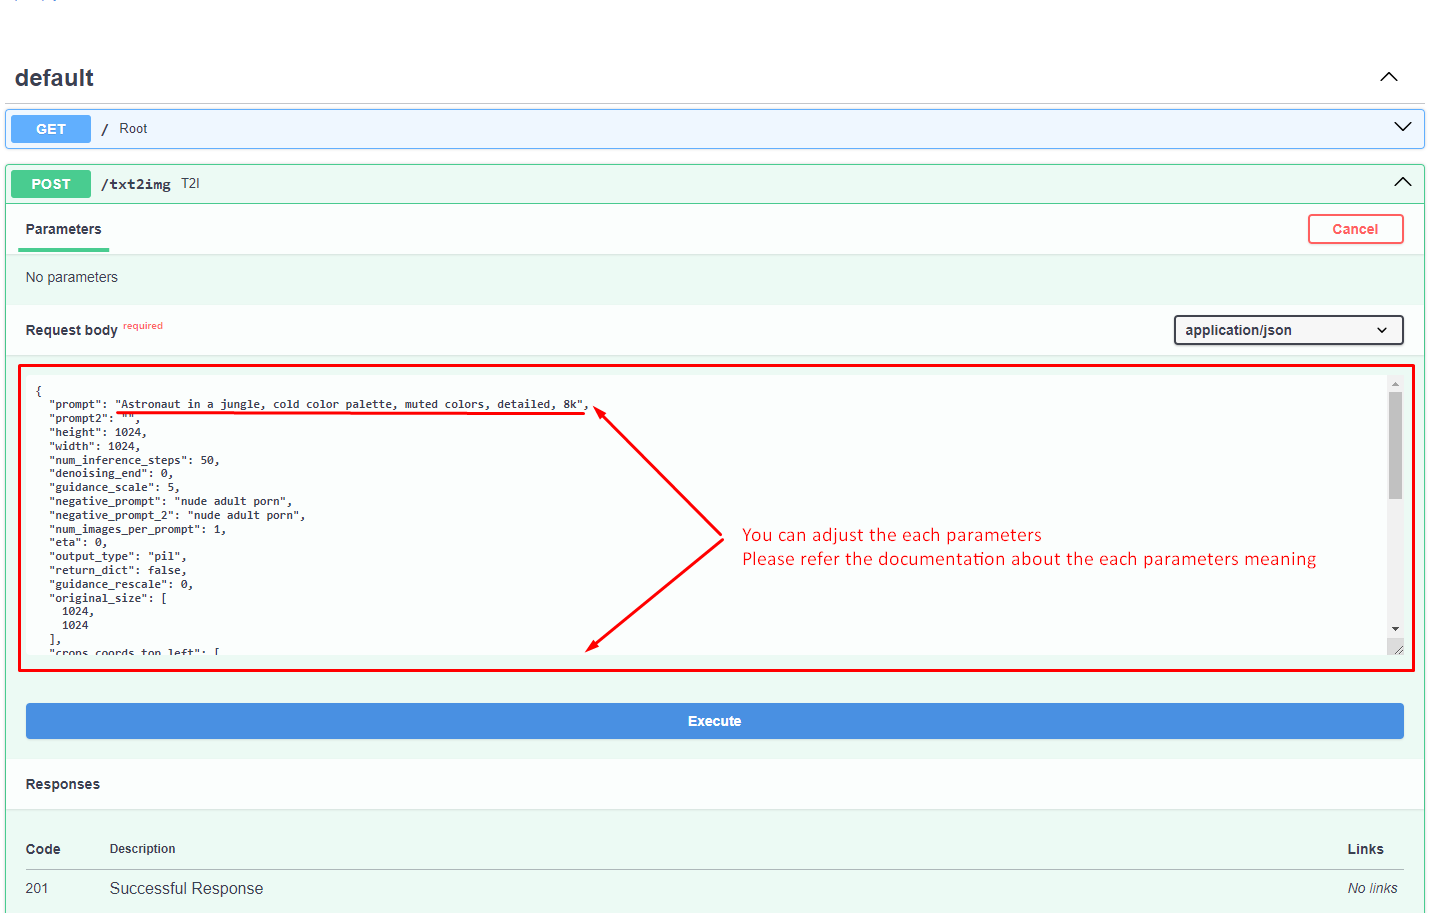 default
GET / Root
POST /txt2img T2I
Parameters
Cancel
No parameters
Request body required
application/json
{
"prompt": "Astronaut in a jungle, cold color palette, muted colors, detailed, 8k",
"prompt2": "",
"height": 1024,
"width": 1024,
"num_inference_steps": 50,
"denoising_end": 0,
"guidance_scale": 5,
"negative_prompt": "nude adult porn",
"negative_prompt_2": "nude adult porn",
"num_images_per_prompt": 1,
"eta": 0,
"output_type": "pil",
"return_dict": false,
"guidance_rescale": 0,
"original_size": [
1024,
1024
],
"crops_coords_top_left": [
You can adjust the each parameters
Please refer the documentation about the each parameters meaning
Execute
Responses
Code Description Links
201 Successful Response No links